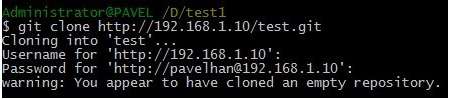 Administrator@PAVEL /D/test1
$ git clone http://192.168.1.10/test.git
Cloning into 'test'...
Username for 'http://192.168.1.10':
Password for 'http://pavelhan@192.168.1.10':
warning: You appear to have cloned an empty repository.